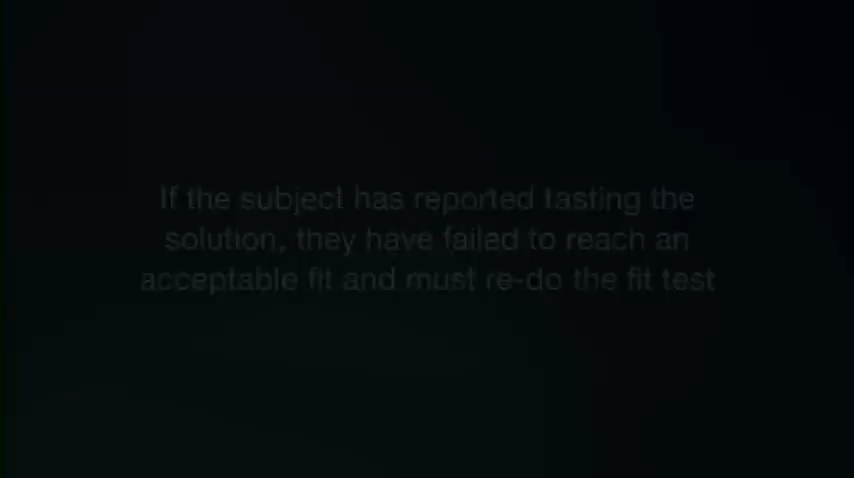 If the subject has reported tasting the
solution, they have failed to reach an
acceptable fit and must re-do the fit test